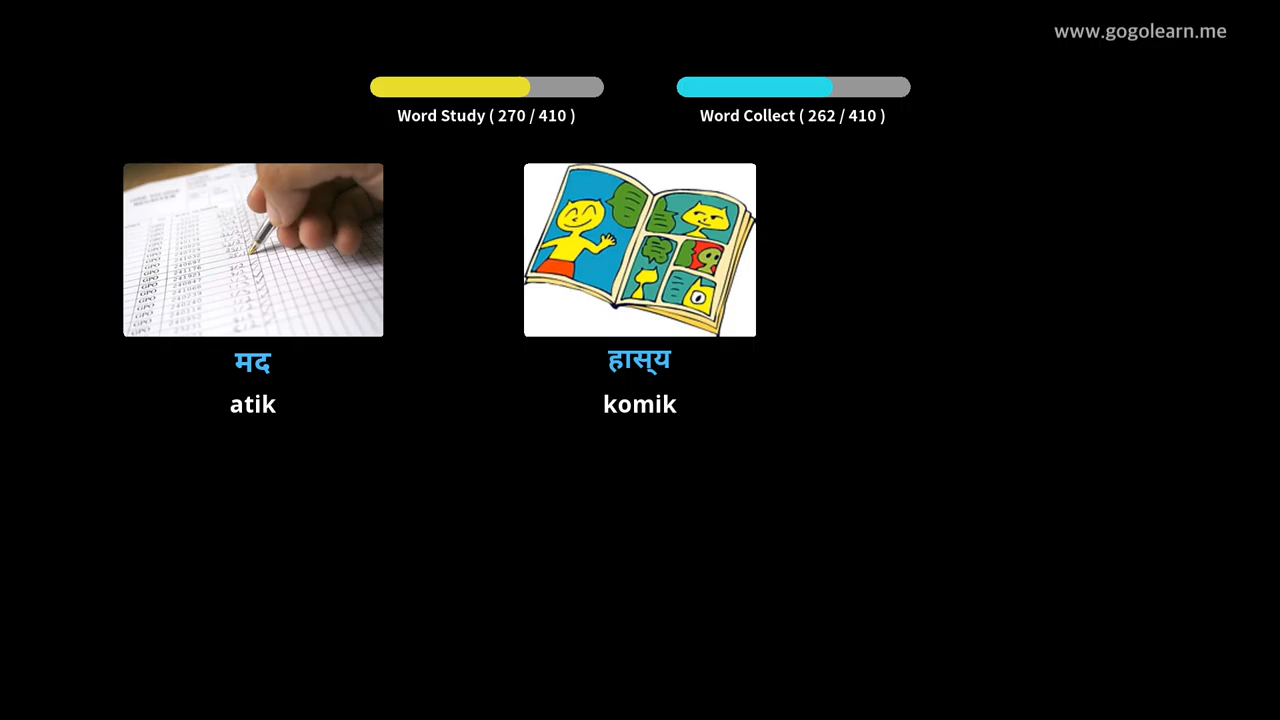 www.gogolearn.me
Word Study ( 270 / 410 )
Word Collect ( 262 / 410 )
मद
हास्‌य
atik
komik